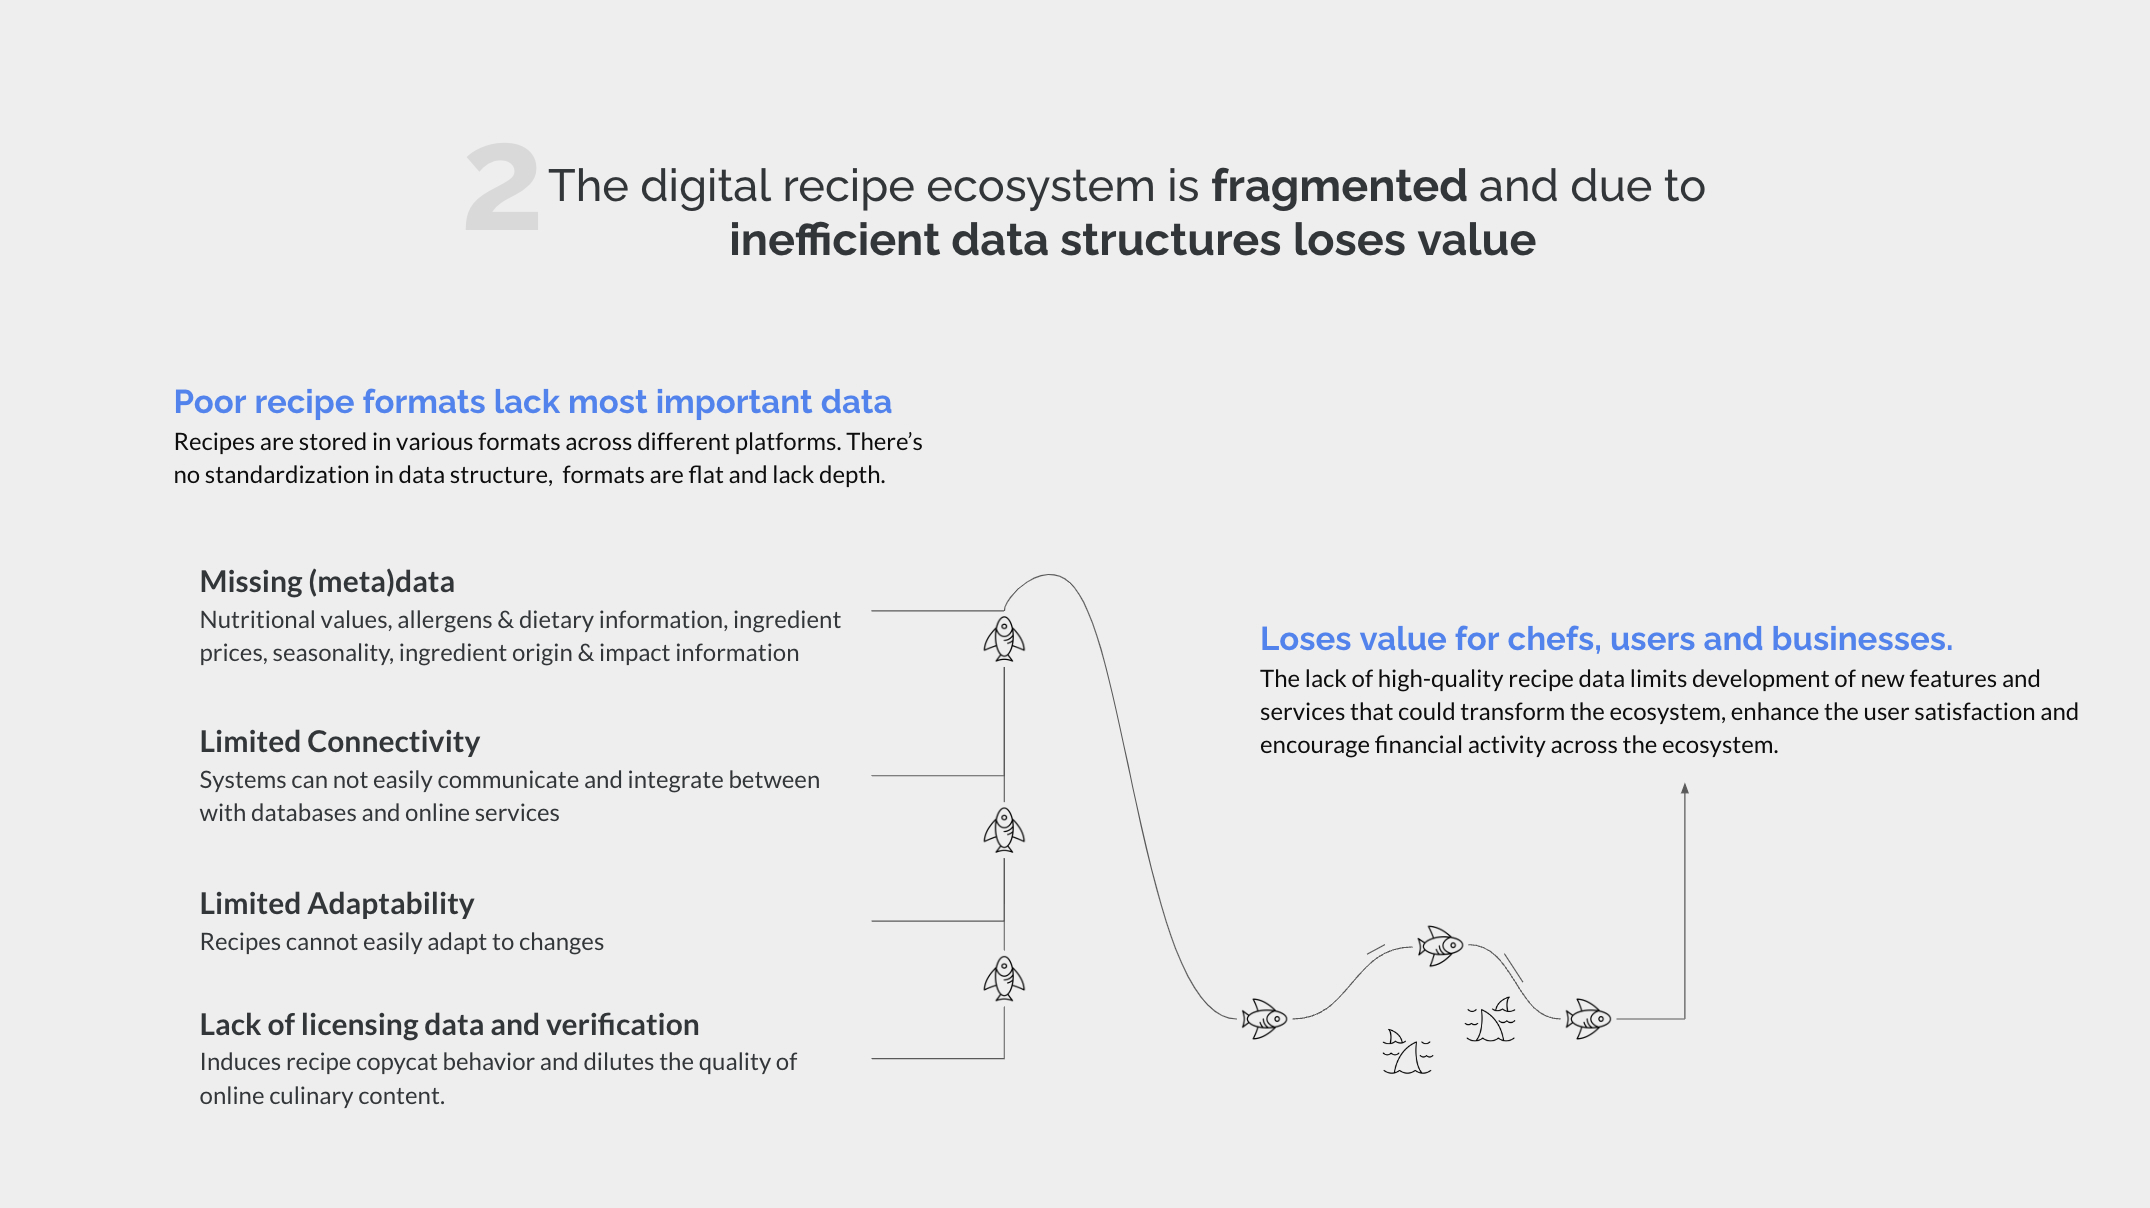 2
The digital recipe ecosystem is fragmented and due to
inefficient data structures loses value
Poor recipe formats lack most important data
Recipes are stored in various formats across different platforms. There’s
no standardization in data structure,  formats are flat and lack depth.
Missing (meta)data
Nutritional values, allergens & dietary information, ingredient
prices, seasonality, ingredient origin & impact information
Limited Connectivity
Systems can not easily communicate and integrate between
with databases and online services
Limited Adaptability
Recipes cannot easily adapt to changes
Lack of licensing data and verification
Induces recipe copycat behavior and dilutes the quality of
online culinary content.
Loses value for chefs, users and businesses.
The lack of high-quality recipe data limits development of new features and
services that could transform the ecosystem, enhance the user satisfaction and
encourage financial activity across the ecosystem.